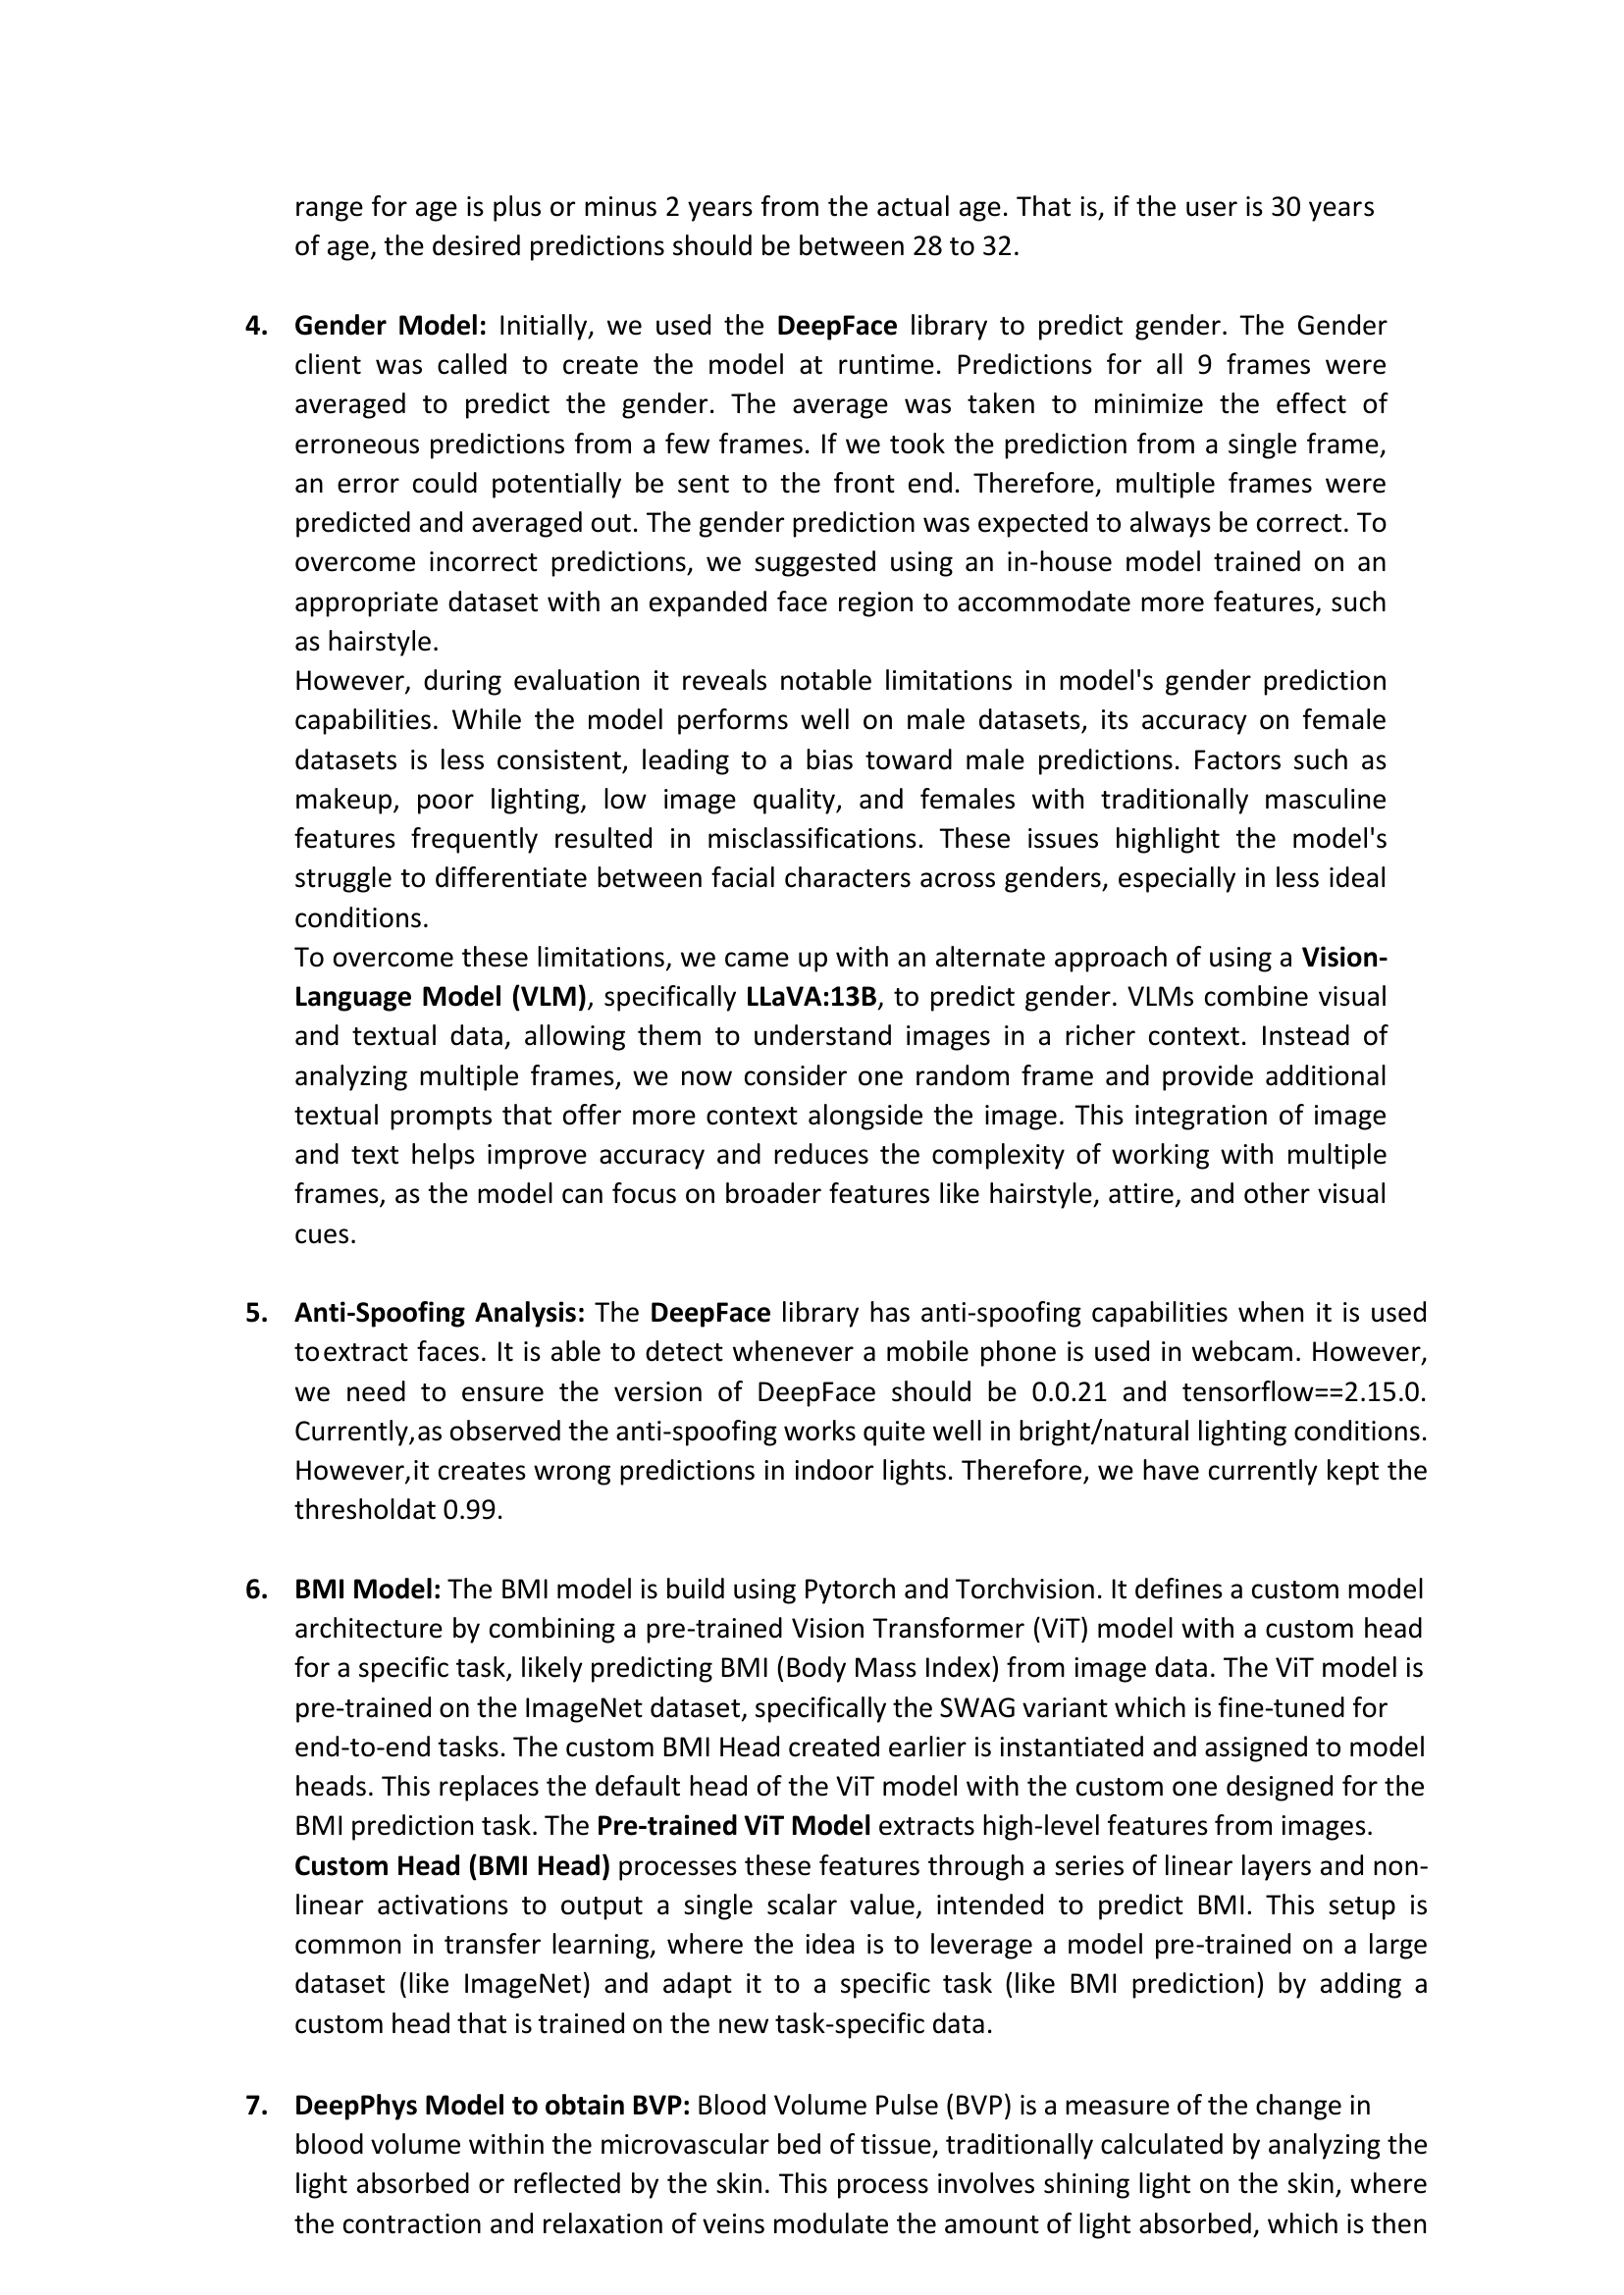 range for age is plus or minus 2 years from the actual age. That is, if the user is 30 years
of age, the desired predictions should be between 28 to 32.
4. Gender Model: Initially, we used the DeepFace library to predict gender. The Gender
client was called to create the model at runtime. Predictions for all 9 frames were
averaged to predict the gender. The average was taken to minimize the effect of
erroneous predictions from a few frames. If we took the prediction from a single frame,
an error could potentially be sent to the front end. Therefore, multiple frames were
predicted and averaged out. The gender prediction was expected to always be correct. To
overcome incorrect predictions, we suggested using an in-house model trained on an
appropriate dataset with an expanded face region to accommodate more features, such
as hairstyle.
However, during evaluation it reveals notable limitations in model's gender prediction
capabilities. While the model performs well on male datasets, its accuracy on female
datasets is less consistent, leading to a bias toward male predictions. Factors such as
makeup, poor lighting, low image quality, and females with traditionally masculine
features frequently resulted in misclassifications. These issues highlight the model's
struggle to differentiate between facial characters across genders, especially in less ideal
conditions.
To overcome these limitations, we came up with an alternate approach of using a Vision-
Language Model (VLM), specifically LLaVA:13B, to predict gender. VLMs combine visual
and textual data, allowing them to understand images in a richer context. Instead of
analyzing multiple frames, we now consider one random frame and provide additional
textual prompts that offer more context alongside the image. This integration of image
and text helps improve accuracy and reduces the complexity of working with multiple
frames, as the model can focus on broader features like hairstyle, attire, and other visual
cues.
5. Anti-Spoofing Analysis: The DeepFace library has anti-spoofing capabilities when it is used
toextract faces. It is able to detect whenever a mobile phone is used in webcam. However,
we need to ensure the version of DeepFace should be 0.0.21 and tensorflow==2.15.0.
Currently,as observed the anti-spoofing works quite well in bright/natural lighting conditions.
However,it creates wrong predictions in indoor lights. Therefore, we have currently kept the
thresholdat 0.99.
6. BMI Model: The BMI model is build using Pytorch and Torchvision. It defines a custom model
architecture by combining a pre-trained Vision Transformer (ViT) model with a custom head
for a specific task, likely predicting BMI (Body Mass Index) from image data. The ViT model is
pre-trained on the ImageNet dataset, specifically the SWAG variant which is fine-tuned for
end-to-end tasks. The custom BMI Head created earlier is instantiated and assigned to model
heads. This replaces the default head of the ViT model with the custom one designed for the
BMI prediction task. The Pre-trained ViT Model extracts high-level features from images.
Custom Head (BMI Head) processes these features through a series of linear layers and non-
linear activations to output a single scalar value, intended to predict BMI. This setup is
common in transfer learning, where the idea is to leverage a model pre-trained on a large
dataset (like ImageNet) and adapt it to a specific task (like BMI prediction) by adding a
custom head that is trained on the new task-specific data.
7. DeepPhys Model to obtain BVP: Blood Volume Pulse (BVP) is a measure of the change in
blood volume within the microvascular bed of tissue, traditionally calculated by analyzing the
light absorbed or reflected by the skin. This process involves shining light on the skin, where
the contraction and relaxation of veins modulate the amount of light absorbed, which is then